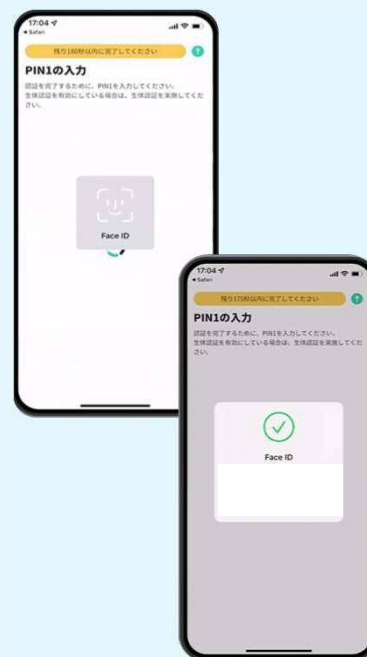 17:04
Safari
残り180秒以内に完了してください
PIN1の入力
認証を完了するために、PIN1を入力してください。
生体認証を有効にしている場合は、生体認証を実施してくだ
さい。
Face ID
17:04
Safari
残り175秒以内に完了してください
PIN1の入力
認証を完了するために、PIN1を入力してください。
生体認証を有効にしている場合は、生体認証を実施してくだ
さい。
Face ID